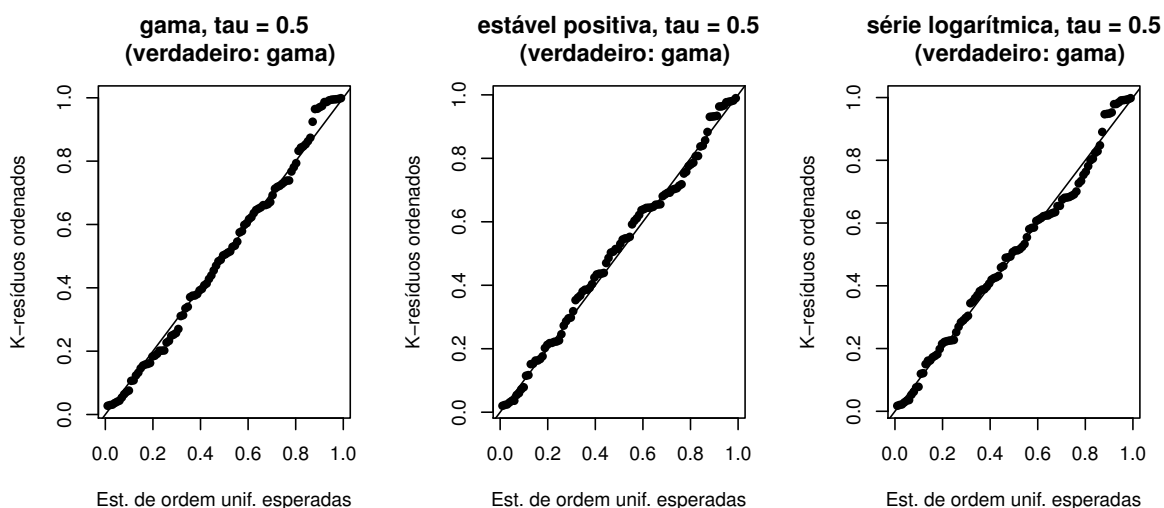 gama, tau = 0.5
(verdadeiro: gama)
K−resíduos ordenados
1.0
0.8
0.6
0.4
0.2
0.0
0.0 0.2 0.4 0.6 0.8 1.0
Est. de ordem unif. esperadas
estável positiva, tau = 0.5
(verdadeiro: gama)
K−resíduos ordenados
1.0
0.8
0.6
0.4
0.2
0.0
0.0 0.2 0.4 0.6 0.8 1.0
Est. de ordem unif. esperadas
série logarítmica, tau = 0.5
(verdadeiro: gama)
K−resíduos ordenados
1.0
0.8
0.6
0.4
0.2
0.0
0.0 0.2 0.4 0.6 0.8 1.0
Est. de ordem unif. esperadas